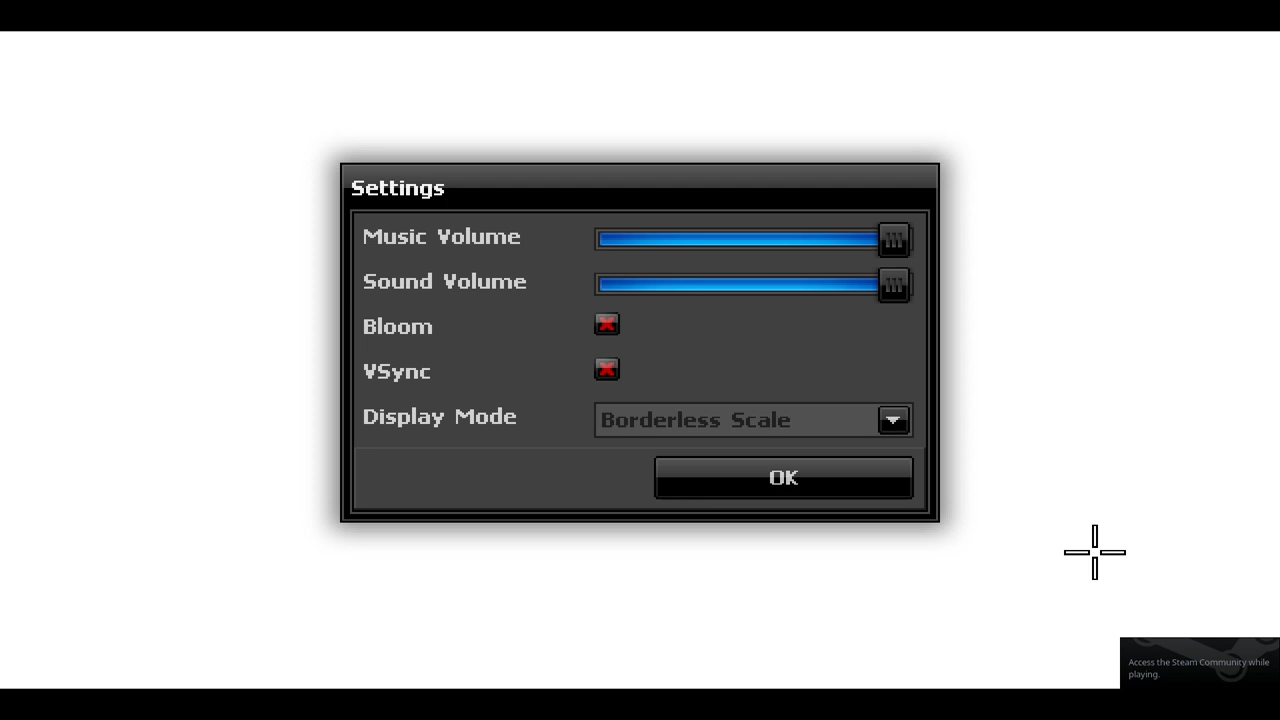 Settings
Music Volume
Sound Volume
Bloom
VSync
Display Mode
Borderless Scale
OK
Access the Steam Community while
playing.